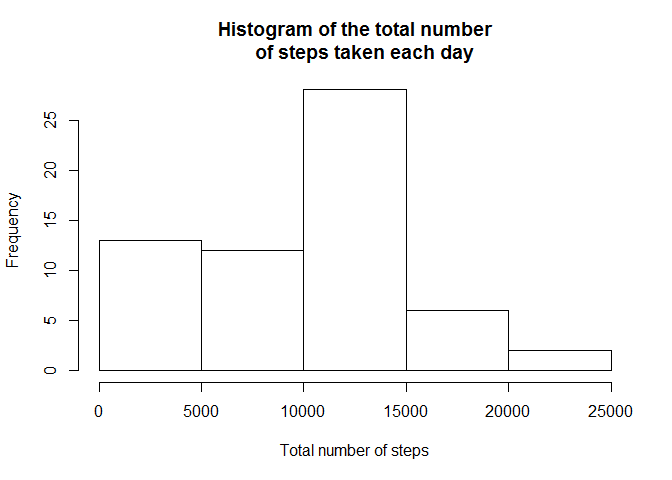 Histogram of the total number
of steps taken each day
Frequency
25
20
15
10
5
0
0 5000 10000 15000 20000 25000
Total number of steps